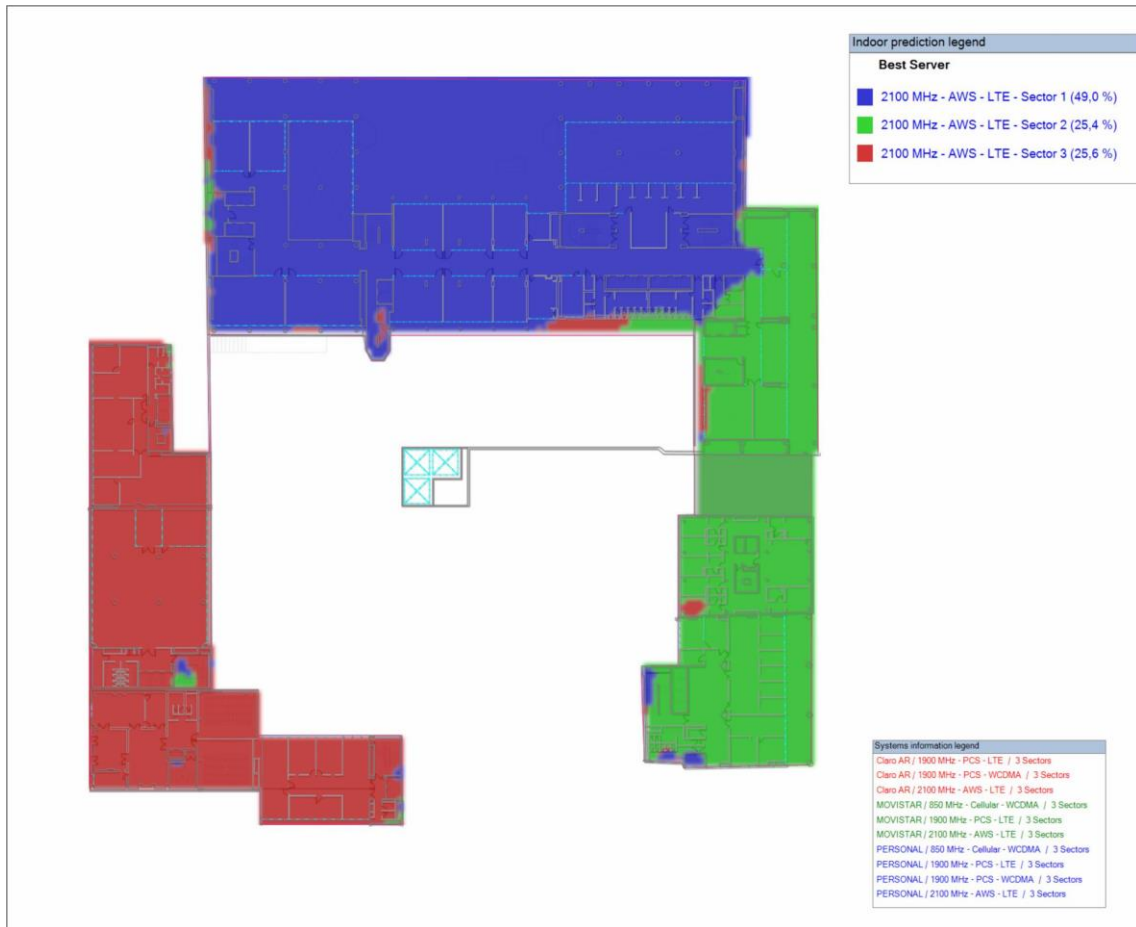 Indoor prediction legend
Best Server
2100 MHz - AWS - LTE - Sector 1 (49,0 %)
2100 MHz - AWS - LTE - Sector 2 (25,4 %)
2100 MHz - AWS - LTE - Sector 3 (25,6 %)
Systems information legend
Claro AR / 1900 MHz - PCS - LTE / 3 Sectors
Claro AR / 1900 MHz - PCS - WCDMA / 3 Sectors
Claro AR / 2100 MHz - AWS - LTE / 3 Sectors
MOVISTAR / 850 MHz - Cellular - WCDMA / 3 Sectors
MOVISTAR / 1900 MHz - PCS - LTE / 3 Sectors
MOVISTAR / 2100 MHz - AWS - LTE / 3 Sectors
PERSONAL / 850 MHz - Cellular - WCDMA / 3 Sectors
PERSONAL / 1900 MHz - PCS - LTE / 3 Sectors
PERSONAL / 1900 MHz - PCS - WCDMA / 3 Sectors
PERSONAL / 2100 MHz - AWS - LTE / 3 Sectors